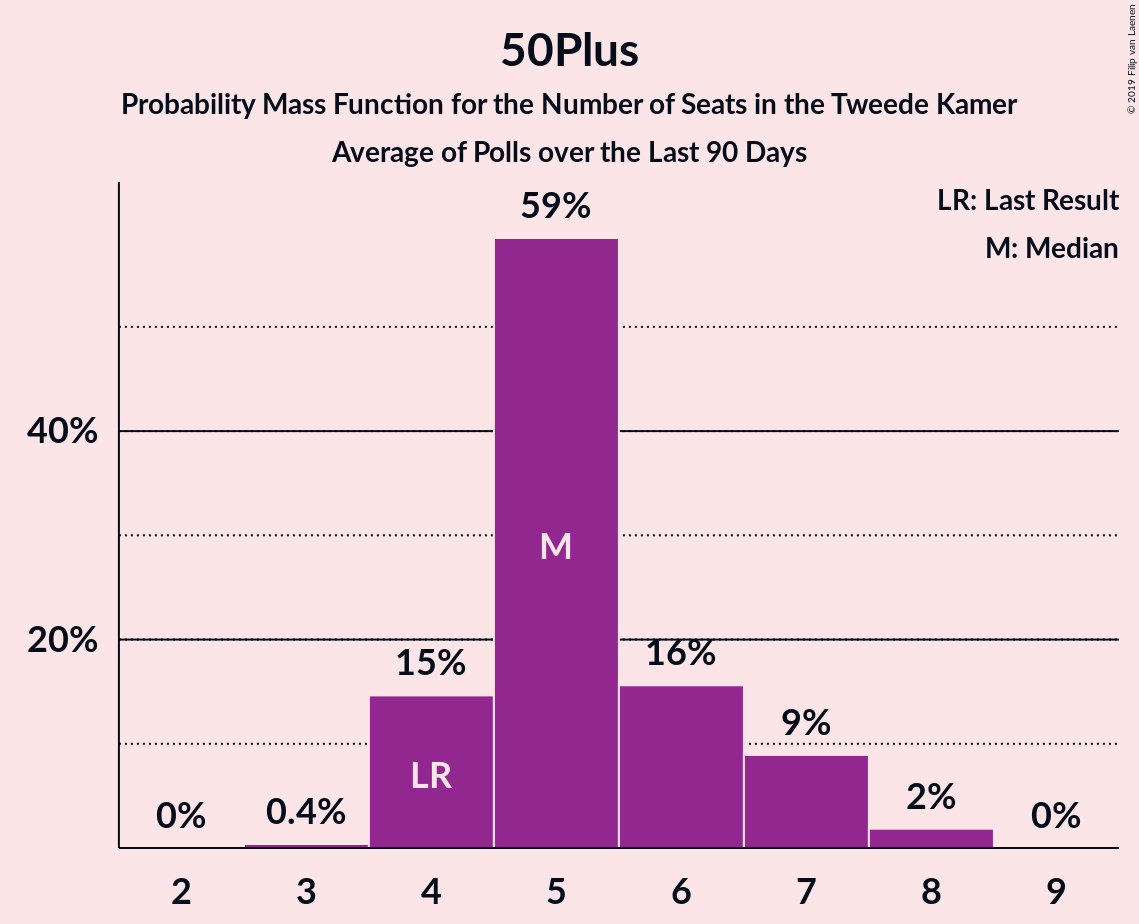 50Plus
Probability Mass Function for the Number of Seats in the Tweede Kamer
Average of Polls over the Last 90 Days
© 2019 Filip van Laenen
LR: Last Result
M: Median
59%
40%
M
20%
15%
16%
9%
LR
0%
0.4%
2%
0%
2 3 4 5 6 7 8 9